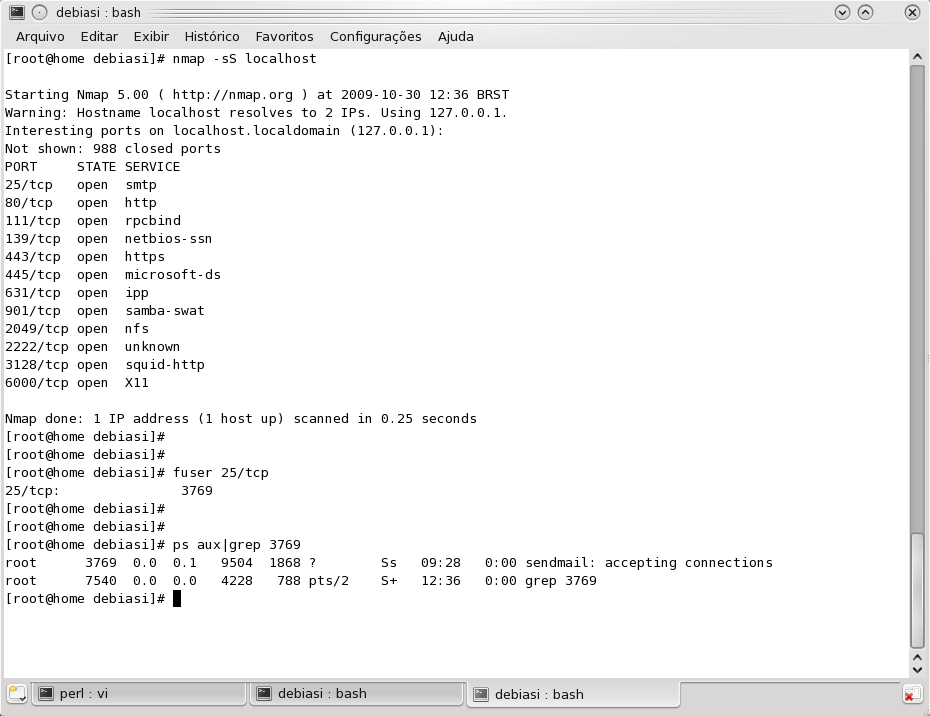 debiasi : bash
Arquivo Editar Exibir Histórico Favoritos Configurações Ajuda
[root@home debiasi]# nmap -sS localhost
Starting Nmap 5.00 ( http://nmap.org ) at 2009-10-30 12:36 BRST
Warning: Hostname localhost resolves to 2 IPs. Using 127.0.0.1.
Interesting ports on localhost.localdomain (127.0.0.1):
Not shown: 988 closed ports
PORT     STATE SERVICE
25/tcp   open  smtp
80/tcp   open  http
111/tcp  open  rpcbind
139/tcp  open  netbios-ssn
443/tcp  open  https
445/tcp  open  microsoft-ds
631/tcp  open  ipp
901/tcp  open  samba-swat
2049/tcp open  nfs
2222/tcp open  unknown
3128/tcp open  squid-http
6000/tcp open  X11
Nmap done: 1 IP address (1 host up) scanned in 0.25 seconds
[root@home debiasi]#
[root@home debiasi]#
[root@home debiasi]# fuser 25/tcp
25/tcp:               3769
[root@home debiasi]#
[root@home debiasi]#
[root@home debiasi]# ps aux|grep 3769
root      3769  0.0  0.1   9504  1868 ?        Ss   09:28   0:00 sendmail: accepting connections
root      7540  0.0  0.0   4228   788 pts/2    S+   12:36   0:00 grep 3769
[root@home debiasi]#
perl : vi
debiasi : bash
debiasi : bash